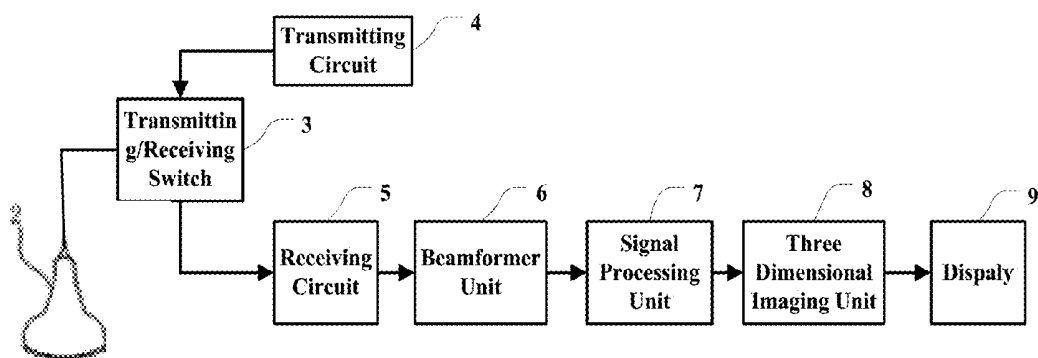 Transmitting
Circuit
4
Transmittin
g/Receiving
Switch
3
2
Receiving
Circuit
5
Beamformer
Unit
6
Signal
Processing
Unit
7
Three
Dimensional
Imaging Unit
8
Dispaly
9